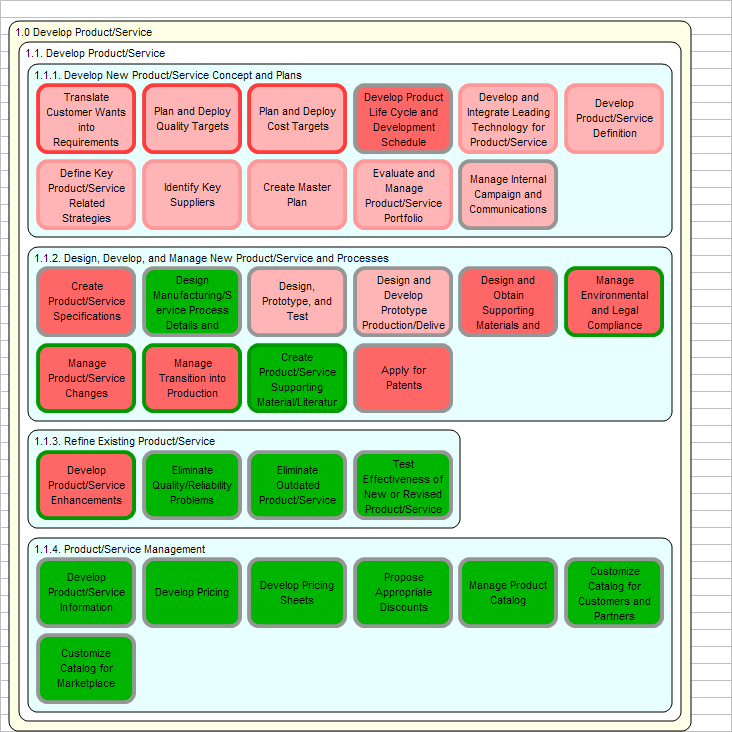 1.0 Develop Product/Service
1.1. Develop Product/Service
1.1.1. Develop New Product/Service Concept and Plans
Translate
Customer Wants
into
Requirements
Plan and Deploy
Quality Targets
Plan and Deploy
Cost Targets
Develop Product
Life Cycle and
Development
Schedule
Develop and
Integrate Leading
Technology for
Product/Service
Develop
Product/Service
Definition
Define Key
Product/Service
Related
Strategies
Identify Key
Suppliers
Create Master
Plan
Evaluate and
Manage
Product/Service
Portfolio
Manage Internal
Campaign and
Communications
1.1.2. Design, Develop, and Manage New Product/Service and Processes
Create
Product/Service
Specifications
Design
Manufacturing/S
ervice Process
Details and
Design,
Prototype, and
Test
Design and
Develop
Prototype
Production/Delive
Design and
Obtain
Supporting
Materials and
Manage
Environmental
and Legal
Compliance
Manage
Product/Service
Changes
Manage
Transition into
Production
Create
Product/Service
Supporting
Material/Literatur
Apply for
Patents
1.1.3. Refine Existing Product/Service
Develop
Product/Service
Enhancements
Eliminate
Quality/Reliability
Problems
Eliminate
Outdated
Product/Service
Test
Effectiveness of
New or Revised
Product/Service
1.1.4. Product/Service Management
Develop
Product/Service
Information
Develop Pricing
Develop Pricing
Sheets
Propose
Appropriate
Discounts
Manage Product
Catalog
Customize
Catalog for
Customers and
Partners
Customize
Catalog for
Marketplace